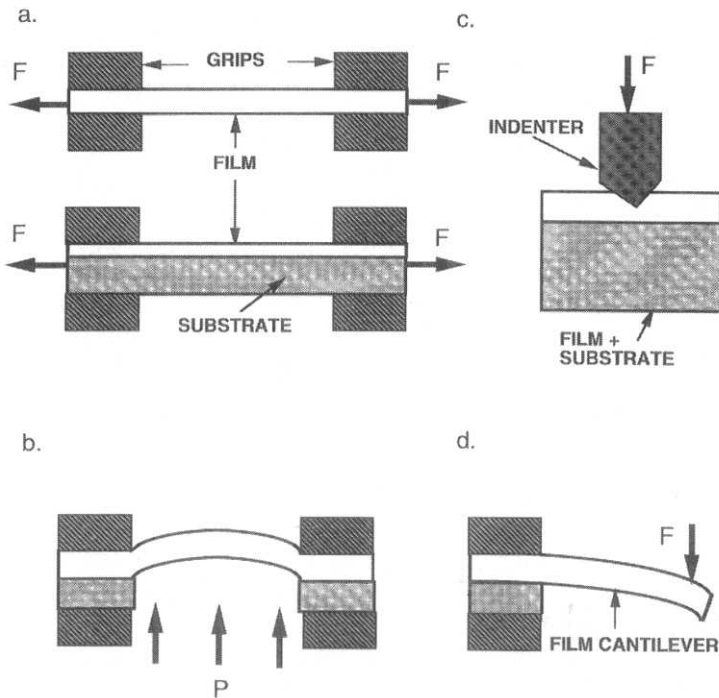 a.
GRIPS
F
F
FILM
F
F
SUBSTRATE
c.
F
INDENTER
FILM +
SUBSTRATE
b.
P
d.
F
FILM CANTILEVER